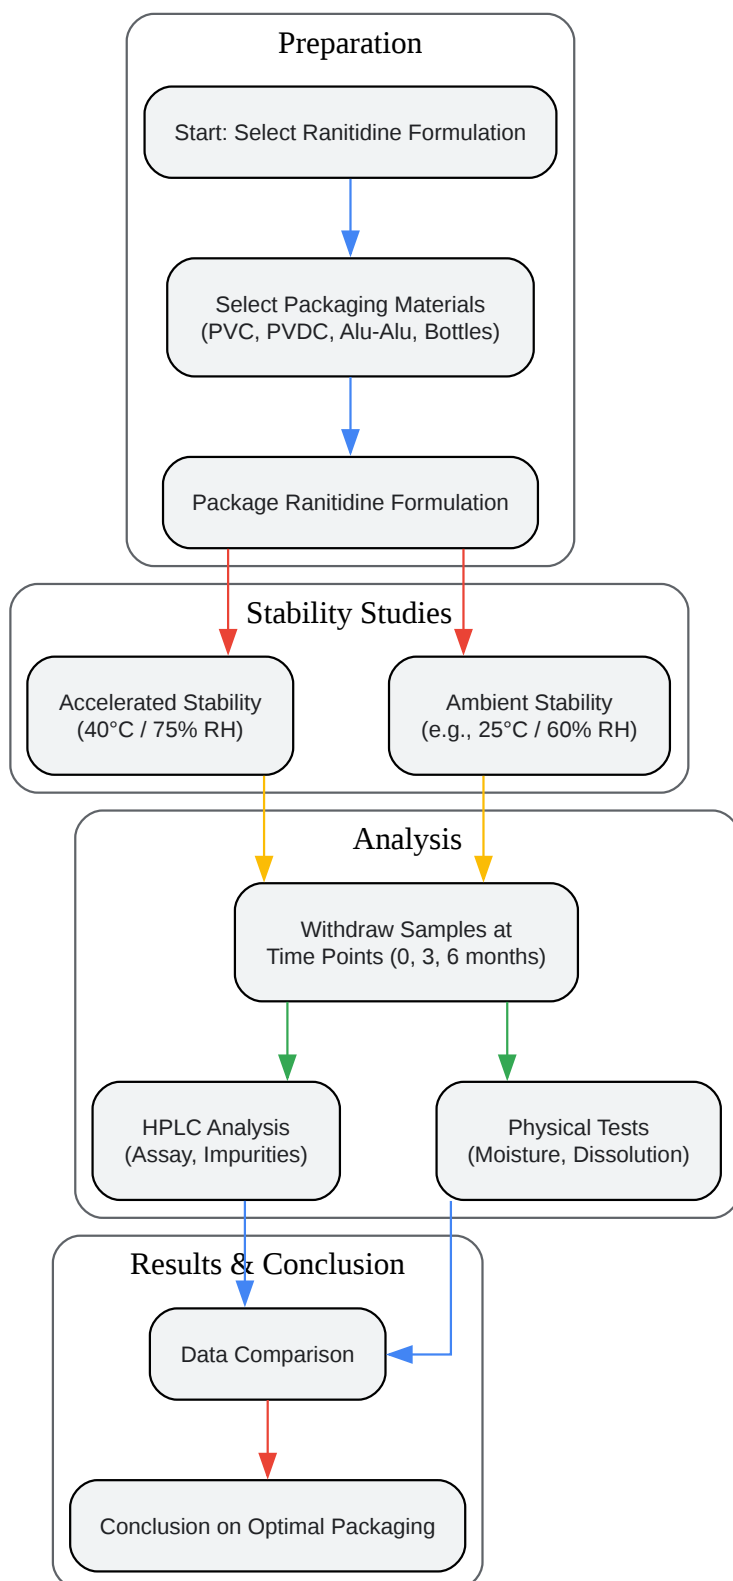 Preparation
Start: Select Ranitidine Formulation
Select Packaging Materials
(PVC, PVDC, Alu-Alu, Bottles)
Package Ranitidine Formulation
Stability Studies
Accelerated Stability
(40°C / 75% RH)
Ambient Stability
(e.g., 25°C / 60% RH)
Analysis
Withdraw Samples at
Time Points (0, 3, 6 months)
HPLC Analysis
(Assay, Impurities)
Physical Tests
(Moisture, Dissolution)
Results & Conclusion
Data Comparison
Conclusion on Optimal Packaging